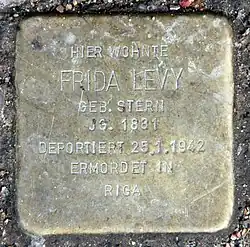 HIER WOHNTE
FRIDA LEVY
GEB. STERN
JG. 1881
DEPORTIERT 25.1.1942
ERMORDET IN
RIGA